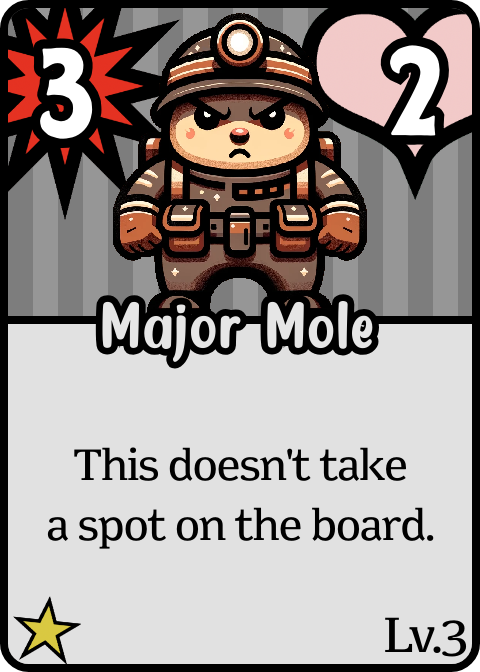 3
2
Major Mole
This doesn't take
a spot on the board.
Lv.3